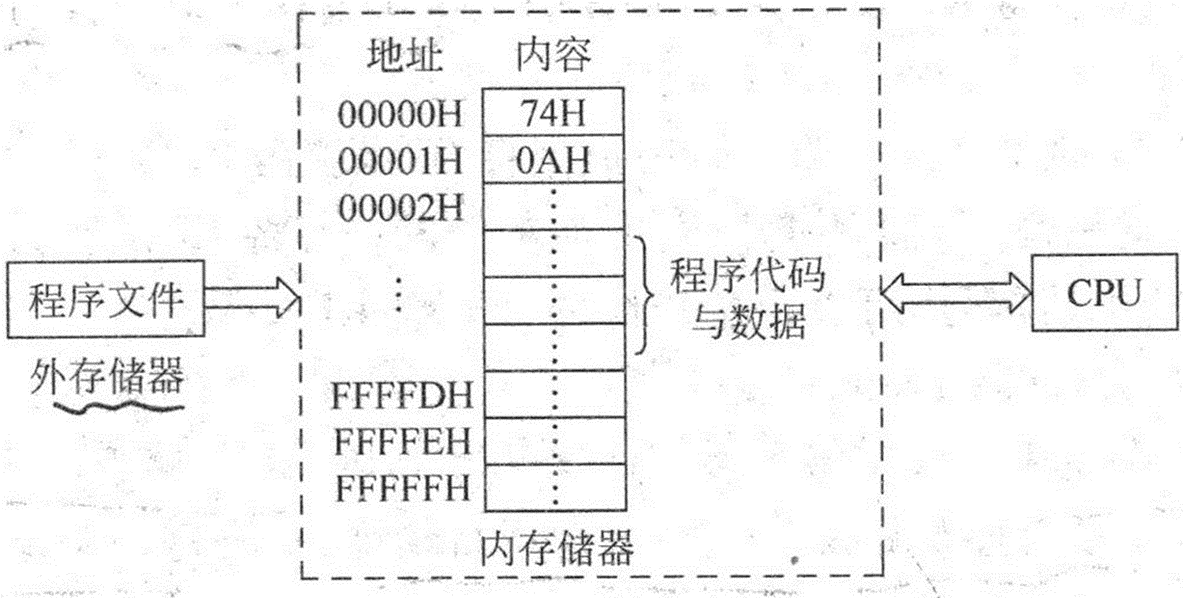 地址 内容
00000H 74H
00001H 0AH
00002H
程序代码
与数据
程序文件
CPU
外存储器
FFFFDH
FFFFEH
FFFFFH
内存储器